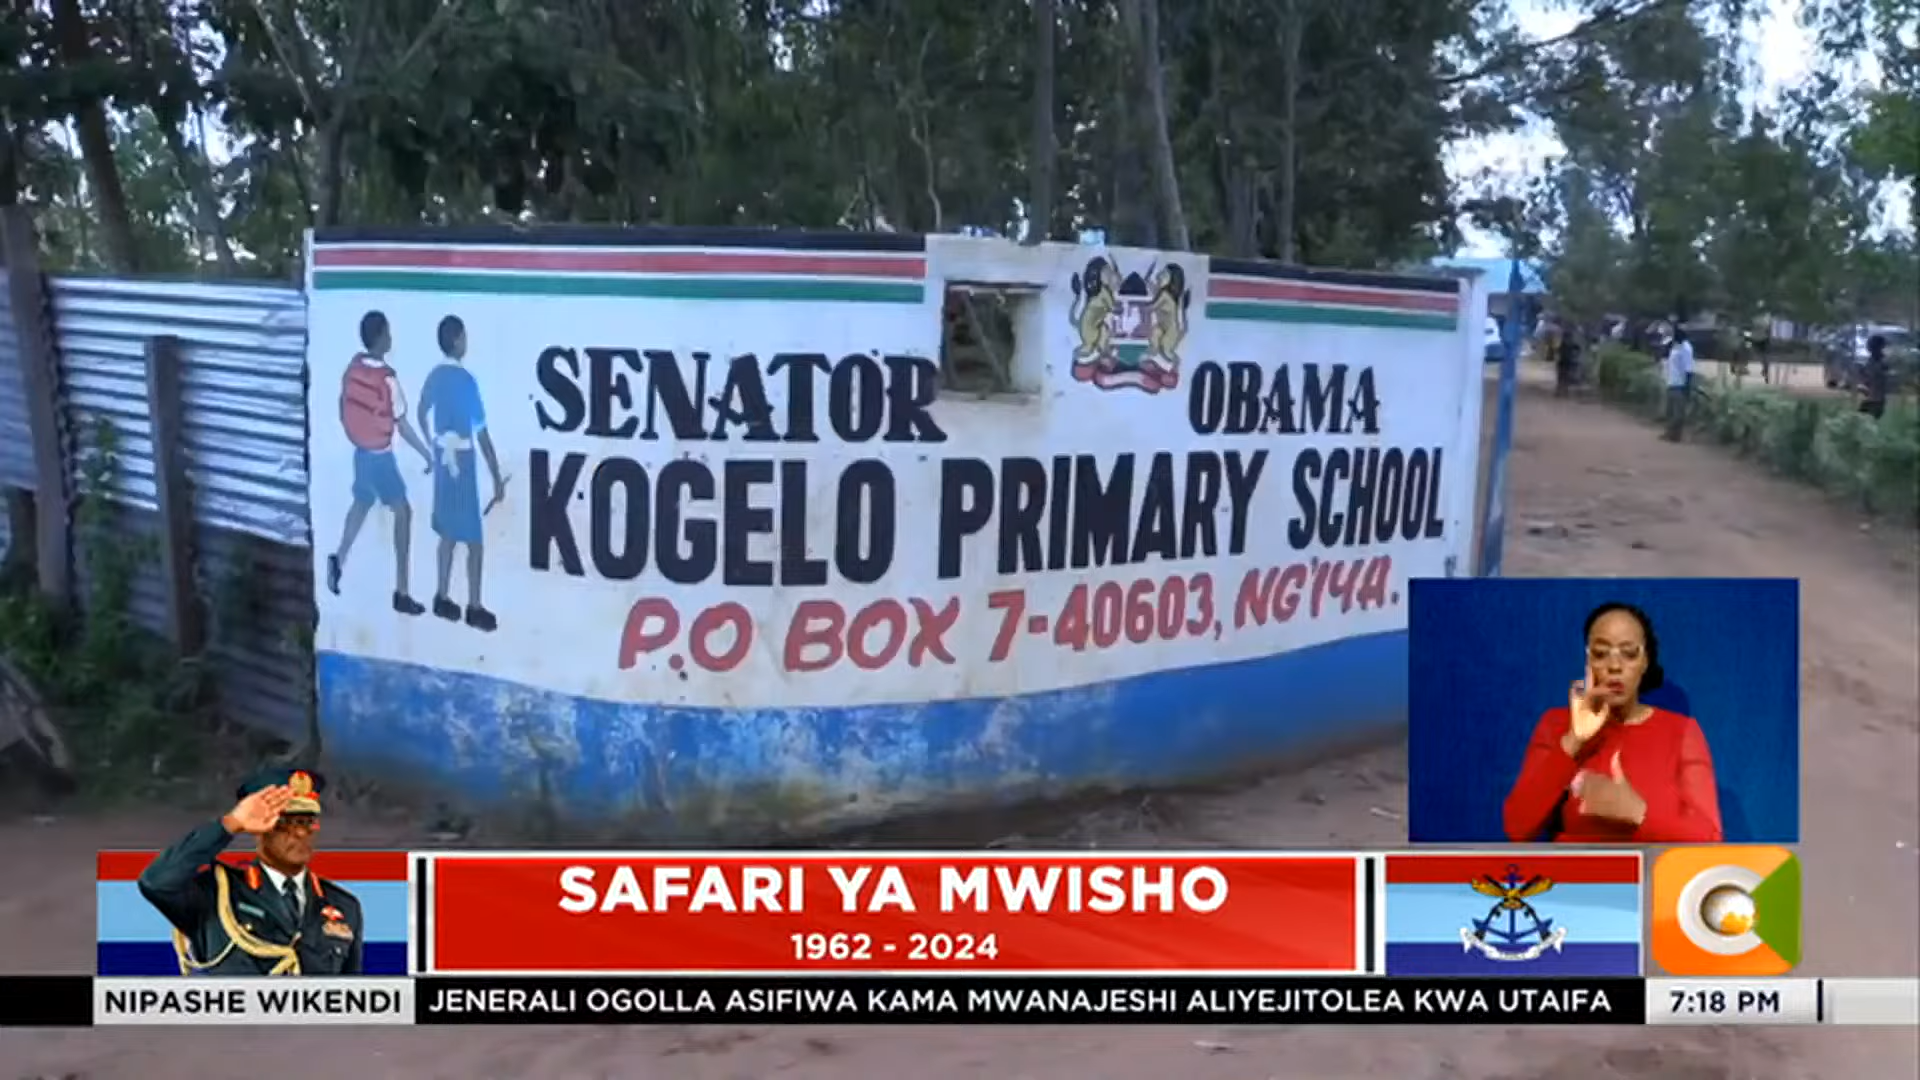 SENATOR OBAMA
KOGELO PRIMARY SCHOOL
P.O BOX 7-40603, NG'IYA.
SAFARI YA MWISHO
1962 - 2024
NIPASHE WIKENDI
JENERALI OGOLLA ASIFIWA KAMA MWANAJESHI ALIYEJITOLEA KWA UTAIFA
7:18 PM